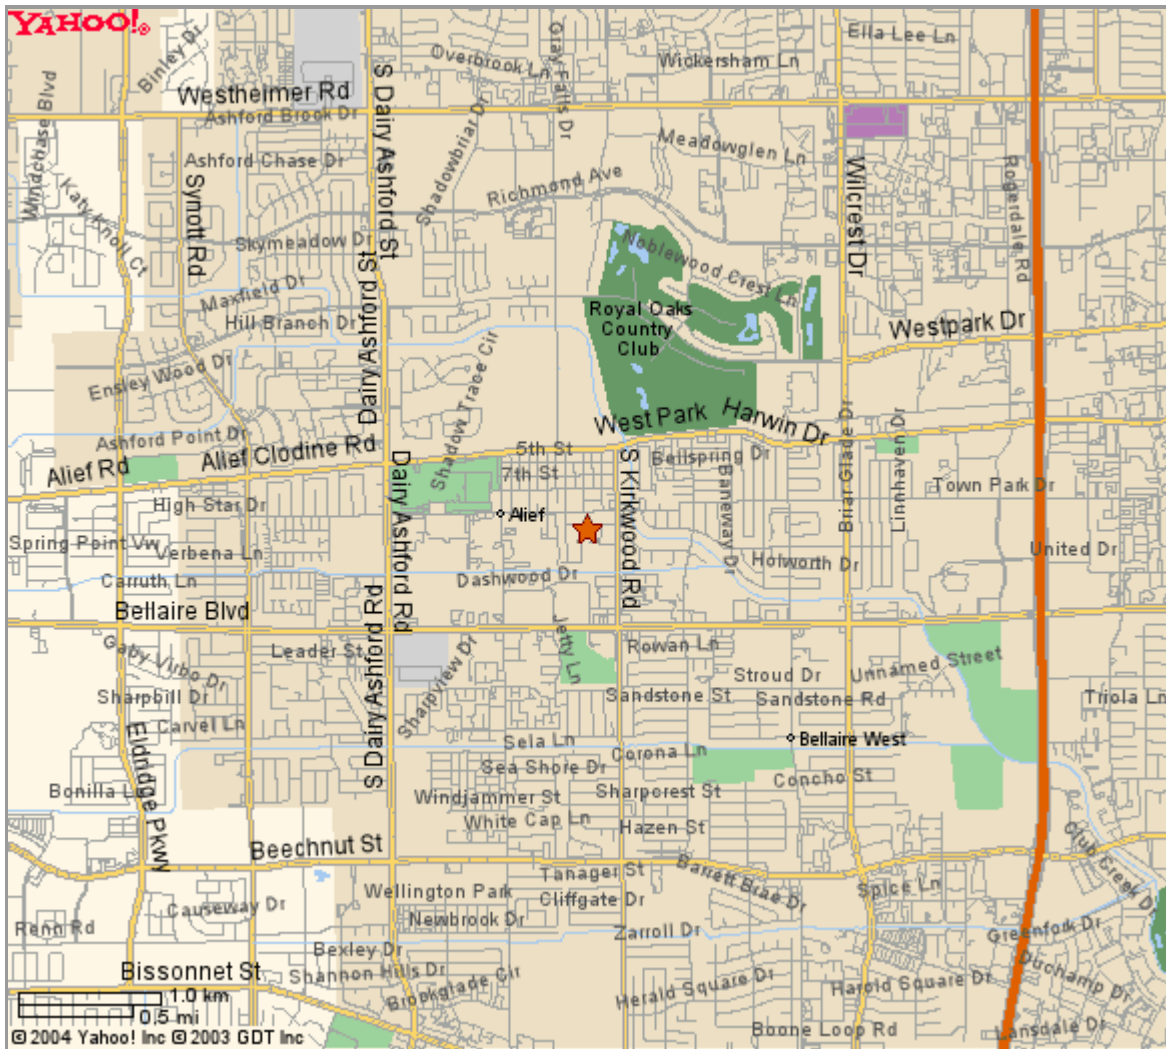 YAHOO!®
Binley Dr
Windchase Blvd
Overbrook Ln
Gray Falls Dr
Wickersham Ln
Ella Lee Ln
Westheimer Rd
Ashford Brook Dr
S Dairy Ashford St
Ashford Chase Dr
Shadowbriar Dr
Meadowglen Ln
Wilcrest Dr
Rogerdale Rd
Katy Knoll Ct
Synott Rd
Richmond Ave
Skymeadow Dr
Noblewood Crest Ln
Maxfield Dr
Hill Branch Dr
Dairy Ashford St
Royal Oaks
Country
Club
Westpark Dr
Ensley Wood Dr
Shadow Trace Cir
West Park
Harwin Dr
Ashford Point Dr
Alief Rd
Alief Clodine Rd
5th St
7th St
Bellspring Dr
Briar Glade Dr
Linnhaven Dr
Town Park Dr
High Star Dr
Dairy Ashford Rd
Alief
S Kirkwood Rd
Baneway Dr
Spring Point Vw
Verbena Ln
Holworth Dr
United Dr
Carruth Ln
Dashwood Dr
Bellaire Blvd
Gaby Virbo Dr
Leader St
Sharpview Dr
Jetty Ln
Rowan Ln
Stroud Dr
Unnamed Street
Sharpbill Dr
Sandstone St
Sandstone Rd
Triola Ln
Carvel Ln
S Dairy Ashford Rd
Sela Ln
Corona Ln
Bellaire West
Eldridge Pkwy
Sea Shore Dr
Concho St
Bonilla Ln
Windjammer St
Sharpcrest St
White Cap Ln
Hazen St
Beechnut St
Tanager St
Barrett Brae Dr
Club Creek Dr
Wellington Park
Cliffgate Dr
Spice Ln
Causeway Dr
Newbrook Dr
Renn Rd
Zarroll Dr
Greenfork Dr
Bexley Dr
Bissonnet St
Shannon Hills Dr
Brookglade Cir
Herald Square Dr
Harold Square Dr
Duchamp Dr
1.0 km
0.5 mi
Boone Loop Rd
Lansdale Dr
© 2004 Yahoo! Inc © 2003 GDT Inc